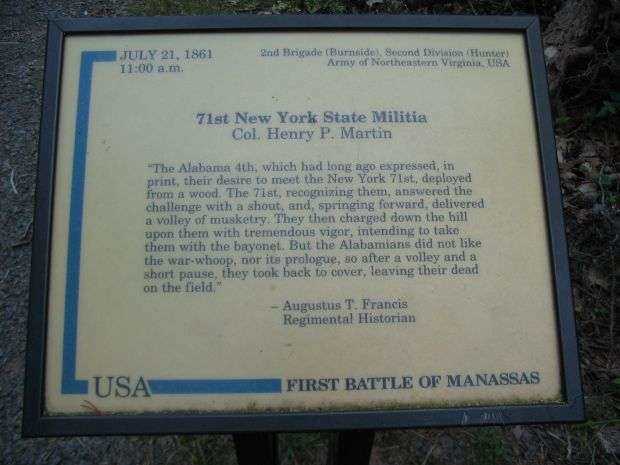 JULY 21, 1861
11:00 a.m.
2nd Brigade (Burnside), Second Division (Hunter)
Army of Northeastern Virginia, USA
71st New York State Militia
Col. Henry P. Martin
"The Alabama 4th, which had long ago expressed, in
print, their desire to meet the New York 71st, deployed
from a wood. The 71st, recognizing them, answered the
challenge with a shout, and, springing forward, delivered
a volley of musketry. They then charged down the hill
upon them with tremendous vigor, intending to take
them with the bayonet. But the Alabamians did not like
the war-whoop, nor its prologue, so after a volley and a
short pause, they took back to cover, leaving their dead
on the field."
– Augustus T. Francis
Regimental Historian
USA
FIRST BATTLE OF MANASSAS